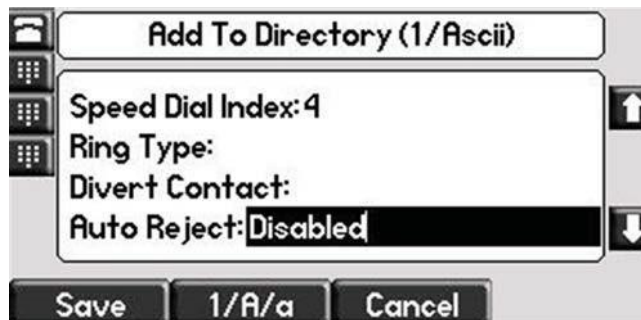 Add To Directory (1/Ascii)
Speed Dial Index:4
Ring Type:
Divert Contact:
Auto Reject:Disabled
Save 1/A/a Cancel